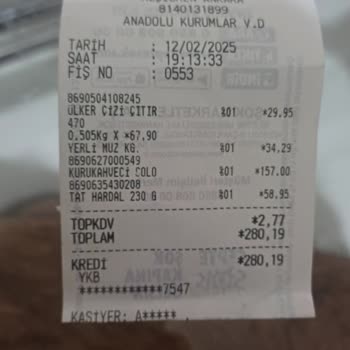 8140131899
ANADOLU KURUMLAR V.D
TARİH : 12/02/2025
SAAT : 19:13:33
FİŞ NO : 0553
8690504108245
ÜLKER ÇİZİ ÇITIR %01 *29,95
470
0.505Kg X *67,90
YERLİ MUZ KG. %01 *34,29
8690627000549
KURUKAHVECİ COLO %01 *157.00
8690635430208
TAT HARDAL 230 G %01 *58,95
TOPKDV *2,77
TOPLAM *280,19
KREDİ *280,19
YKB
************7547
KASİYER: A*****